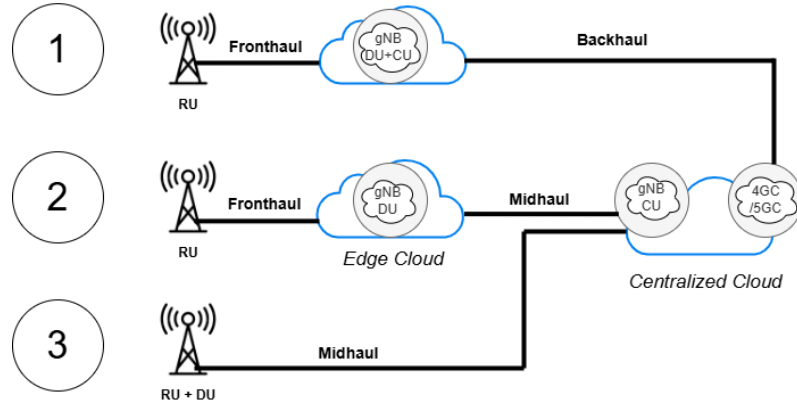 1
Fronthaul
gNB
DU+CU
Backhaul
RU
2
Fronthaul
gNB
DU
Midhaul
gNB
CU
4GC
/5GC
RU
Edge Cloud
Centralized Cloud
3
Midhaul
RU + DU